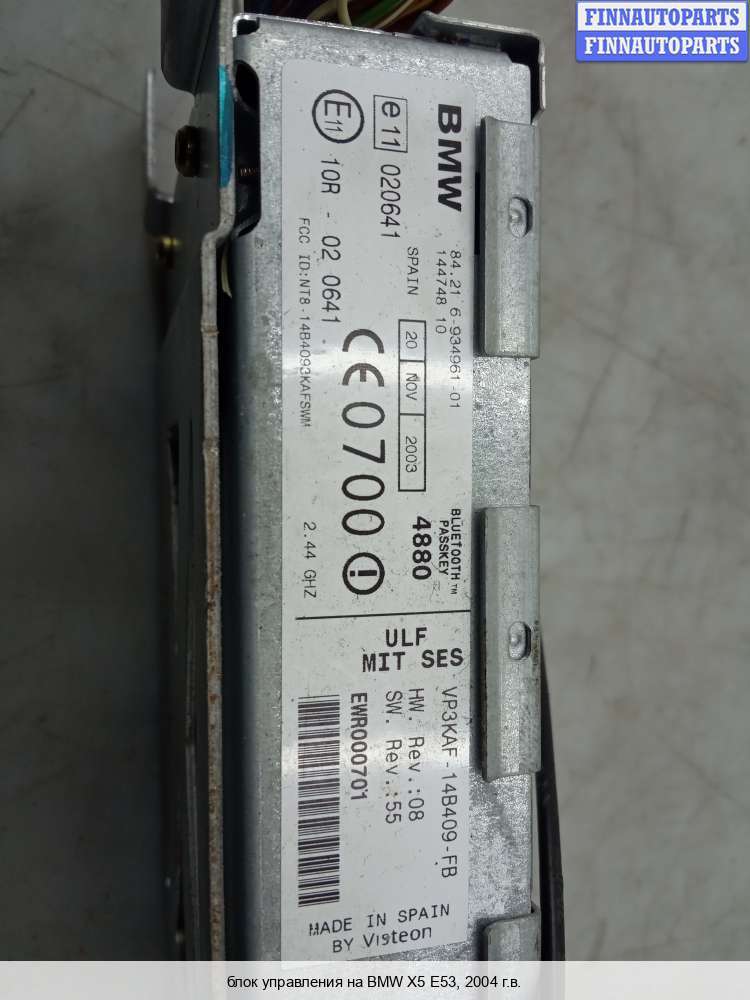 FINNAUTOPARTS
FINNAUTOPARTS
BMW
84.21 6-934961-01
144748 10
e11 020641
SPAIN 20 NOV 2003
E11 10R - 02 0641
FCC ID:NT8-14B4093KAFSWM
CE0700
2.44 GHZ
BLUETOOTH™
PASSKEY
4880
ULF
MIT SES
VP3KAF-14B409-FB
HW. Rev.:08
SW. Rev.:55
EWR000701
MADE IN SPAIN
BY Visteon
блок управления на BMW X5 E53, 2004 г.в.